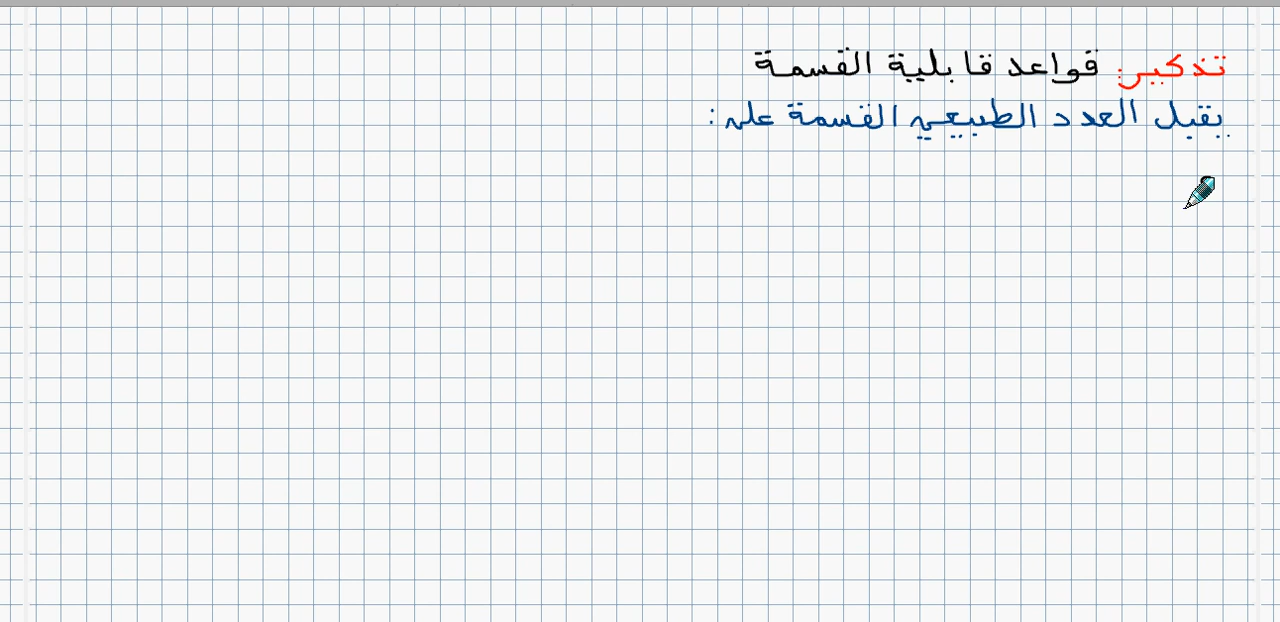 تذكير: قواعد قابلية القسمة
يقبل العدد الطبيعي القسمة على :